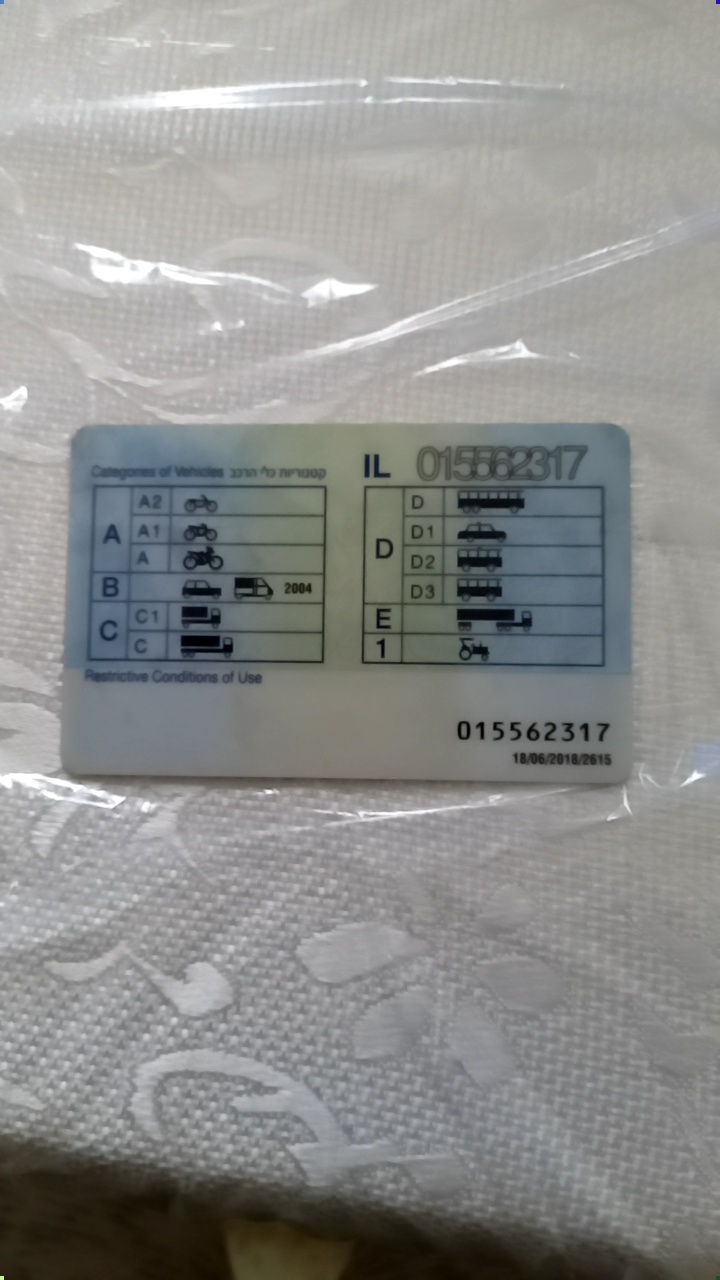 Categories of Vehicles קטגוריות כלי הרכב
IL 015562317
A
A2
A1
A
B 2004
C
C1
C
D
D
D1
D2
D3
E
1
Restrictive Conditions of Use
015562317
18/06/2018/2615